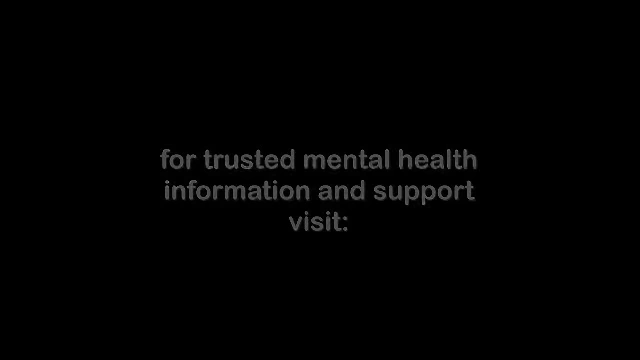 for trusted mental health
information and support
visit: